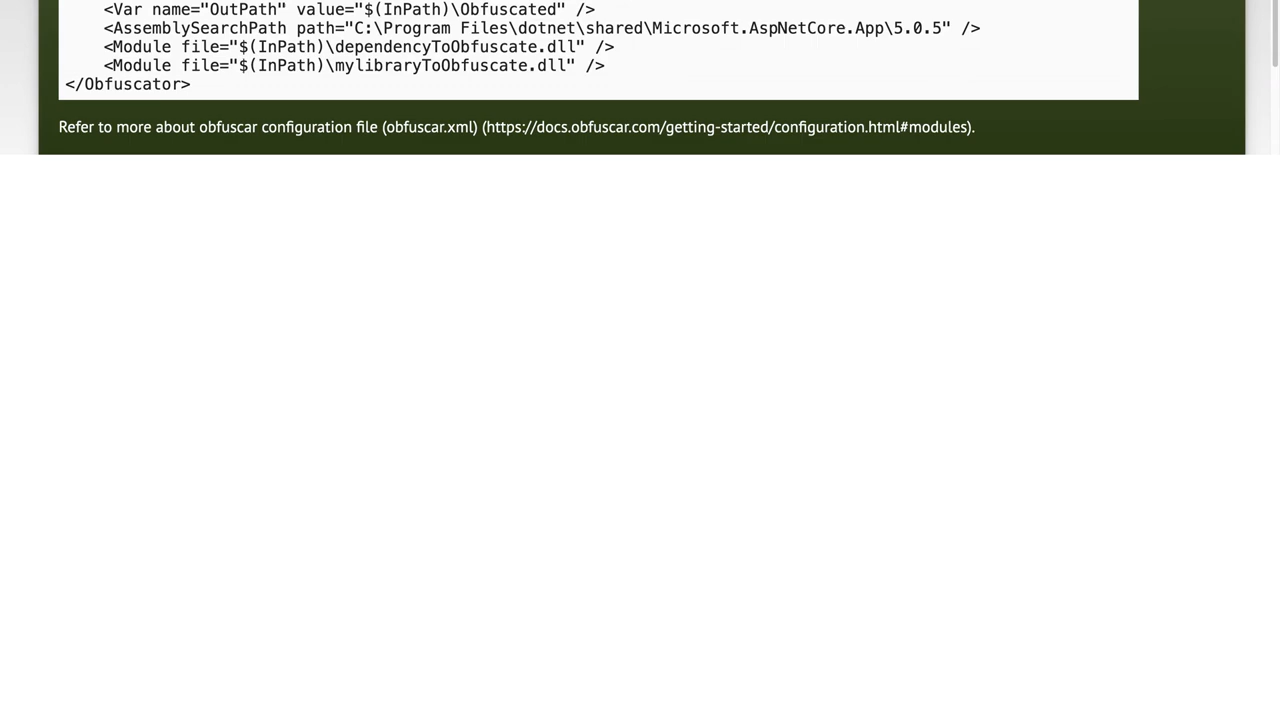 <Var name="OutPath" value="$(InPath)\Obfuscated" />
<AssemblySearchPath path="C:\Program Files\dotnet\shared\Microsoft.AspNetCore.App\5.0.5" />
<Module file="$(InPath)\dependencyToObfuscate.dll" />
<Module file="$(InPath)\mylibraryToObfuscate.dll" />
</Obfuscator>
Refer to more about obfuscar configuration file (obfuscar.xml) (https://docs.obfuscar.com/getting-started/configuration.html#modules).